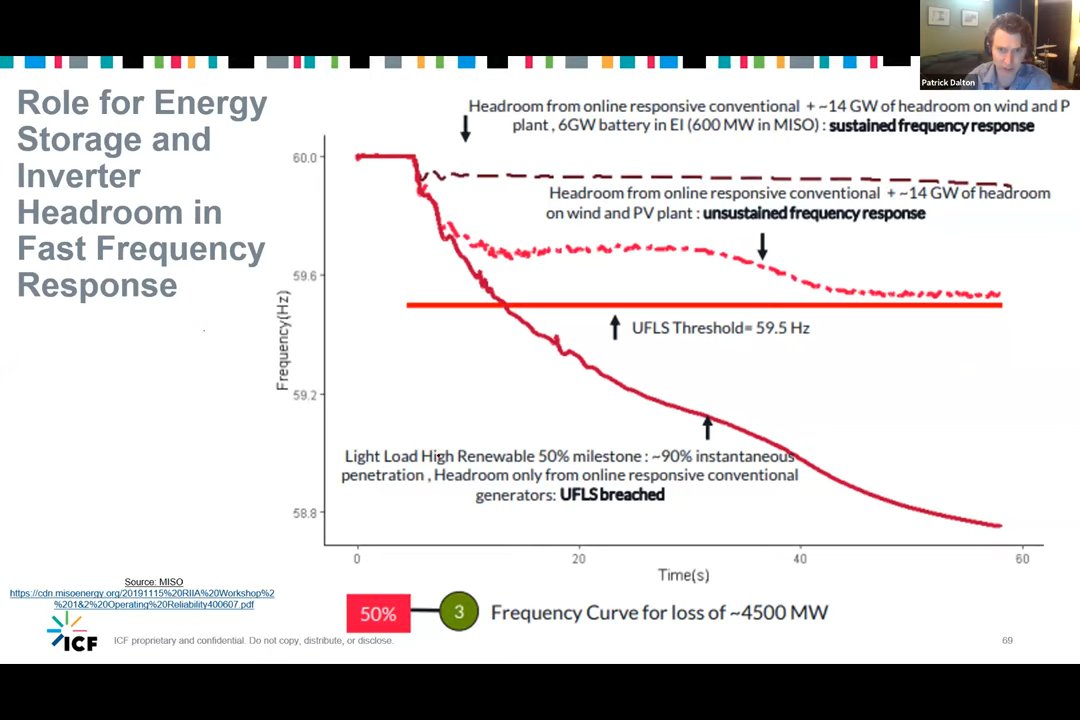 Patrick Dalton
Role for Energy
Storage and
Inverter
Headroom in
Fast Frequency
Response
Headroom from online responsive conventional + ~14 GW of headroom on wind and P
plant , 6GW battery in EI (600 MW in MISO) : sustained frequency response
Headroom from online responsive conventional + ~14 GW of headroom
on wind and PV plant : unsustained frequency response
60.0
59.6
59.2
58.8
Frequency(Hz)
UFLS Threshold= 59.5 Hz
Light Load High Renewable 50% milestone : ~90% instantaneous
penetration , Headroom only from online responsive conventional
generators: UFLS breached
0
20
40
60
Time(s)
Source: MISO
https://cdn.misoenergy.org/20191115%20RIIA%20Workshop%2
%201&2%20Operating%20Reliability400607.pdf
50%
3
Frequency Curve for loss of ~4500 MW
ICF
ICF proprietary and confidential. Do not copy, distribute, or disclose.
69